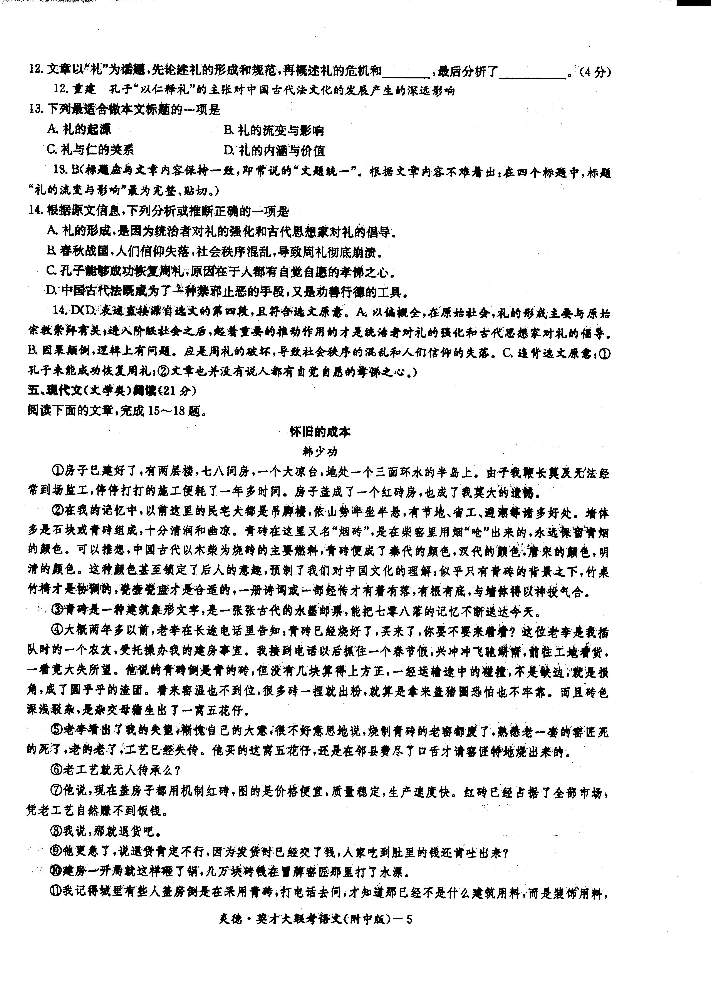 12. 文章以“礼”为话题,先论述礼的形成和规范,再概述礼的危机和________,最后分析了___________。(4 分)
12. 重建　孔子“以仁释礼”的主张对中国古代法文化的发展产生的深远影响
13. 下列最适合做本文标题的一项是
A. 礼的起源　　B. 礼的流变与影响
C. 礼与仁的关系　　D. 礼的内涵与价值
13. B(标题应与文章内容保持一致,即常说的“文题统一”。根据文章内容不难看出:在四个标题中,标题
“礼的流变与影响”最为完整、贴切。)
14. 根据原文信息,下列分析或推断正确的一项是
A. 礼的形成,是因为统治者对礼的强化和古代思想家对礼的倡导。
B. 春秋战国,人们信仰失落,社会秩序混乱,导致周礼彻底崩溃。
C. 孔子能够成功恢复周礼,原因在于人都有自觉自愿的孝悌之心。
D. 中国古代法既成为了一种禁邪止恶的手段,又是劝善行德的工具。
14. D(D. 表述直接源自选文的第四段,且符合选文原意。A. 以偏概全,在原始社会,礼的形成主要与原始
宗教崇拜有关;进入阶级社会之后,起着重要的推动作用的才是统治者对礼的强化和古代思想家对礼的倡导。
B. 因果颠倒,逻辑上有问题。应是周礼的破坏,导致社会秩序的混乱和人们信仰的失落。C. 违背选文原意:①
孔子未能成功恢复周礼;②文章也并没有说人都有自觉自愿的孝悌之心。)
五、现代文(文学类)阅读(21 分)
阅读下面的文章,完成 15～18 题。
怀旧的成本
韩少功
①房子已建好了,有两层楼,七八间房,一个大凉台,地处一个三面环水的半岛上。由于我鞭长莫及无法经
常到场监工,停停打打的施工便耗了一年多时间。房子盖成了一个红砖房,也成了我莫大的遗憾。
②在我的记忆中,以前这里的民宅大都是吊脚楼,依山势半坐半悬,有节地、省工、避潮等诸多好处。墙体
多是石块或青砖组成,十分清润和幽凉。青砖在这里又名“烟砖”,是在柴窑里用烟“呛”出来的,永远保留青烟
的颜色。可以推想,中国古代以木柴为烧砖的主要燃料,青砖便成了秦代的颜色,汉代的颜色,唐宋的颜色,明
清的颜色。这种颜色甚至锁定了后人的意趣,预制了我们对中国文化的理解:似乎只有青砖的背景之下,竹桌
竹椅才是协调的,瓷壶瓷盅才是合适的,一册诗词或一部经传才有着有落,有根有底,与墙体得以神投气合。
③青砖是一种建筑象形文字,是一张张古代的水墨邮票,能把七零八落的记忆不断送达今天。
④大概两年多以前,老李在长途电话里告知:青砖已经烧好了,买来了,你要不要来看看?这位老李是我插
队时的一个农友,受托操办我的建房事宜。我接到电话以后抓住一个春节假,兴冲冲飞驰湖南,前往工地看货,
一看竟大失所望。他说的青砖倒是青的砖,但没有几块算得上方正,一经运输途中的碰撞,不是缺边,就是损
角,成了圆乎乎的渣团。看来窑温也不到位,很多砖一捏就出粉,就算是拿来盖猪圈恐怕也不牢靠。而且砖色
深浅驳杂,是杂交母猪生出了一窝五花仔。
⑤老李看出了我的失望,惭愧自己的大意,很不好意思地说,烧制青砖的老窑都废了,熟悉老一套的窑匠死
的死了,老的老了,工艺已经失传。他买的这窝五花仔,还是在邻县费尽了口舌才请窑匠特地烧出来的。
⑥老工艺就无人传承么?
⑦他说,现在盖房子都用机制红砖,图的是价格便宜,质量稳定,生产速度快。红砖已经占据了全部市场,
凭老工艺自然赚不到饭钱。
⑧我说,那就退货吧。
⑨他更急了,说退货肯定不行,因为发货时已经交了钱,人家吃到肚里的钱还肯吐出来?
⑩建房一开局就这样砸了锅,几万块砖钱在冒牌窑匠那里打了水漂。
⑪我记得城里有些人盖房倒是在采用青砖,打电话去问,才知道那已经不是什么建筑用料,而是装饰用料,
炎德·英才大联考语文(附中版)— 5